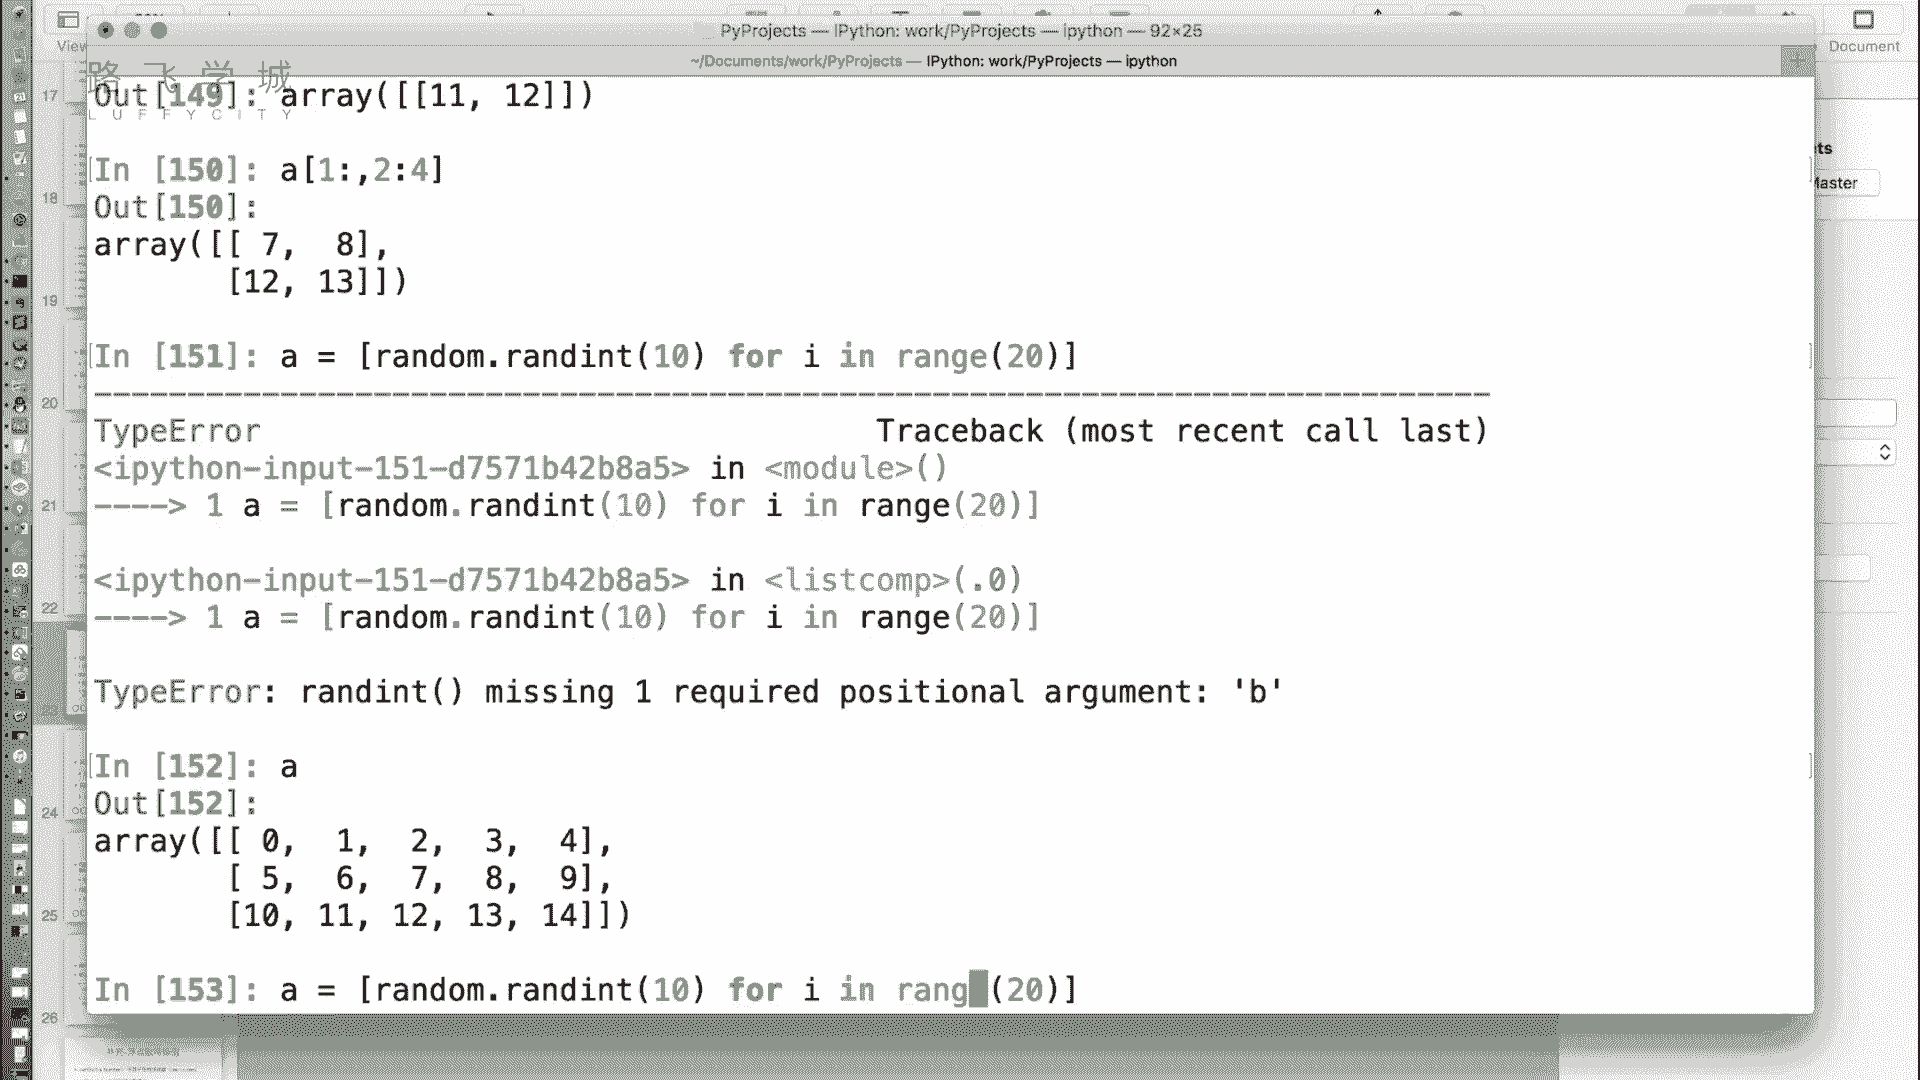 View
Document
PyProjects — IPython: work/PyProjects — ipython — 92×25
~/Documents/work/PyProjects — IPython: work/PyProjects — ipython
路飞学城
LUFFYCITY
Out[149]: array([[11, 12]])
In [150]: a[1:,2:4]
Out[150]:
array([[ 7,  8],
[12, 13]])
In [151]: a = [random.randint(10) for i in range(20)]
---------------------------------------------------------------------------
TypeError Traceback (most recent call last)
<ipython-input-151-d7571b42b8a5> in <module>()
----> 1 a = [random.randint(10) for i in range(20)]
<ipython-input-151-d7571b42b8a5> in <listcomp>(.0)
----> 1 a = [random.randint(10) for i in range(20)]
TypeError: randint() missing 1 required positional argument: 'b'
In [152]: a
Out[152]:
array([[ 0,  1,  2,  3,  4],
[ 5,  6,  7,  8,  9],
[10, 11, 12, 13, 14]])
In [153]: a = [random.randint(10) for i in rang (20)]
17
18
19
20
21
22
24
25
26